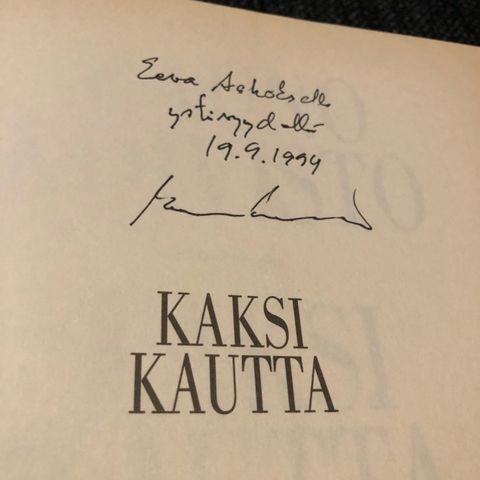 Eeva Ahokselle
ystävyydellä
19.9.1994
KAKSI
KAUTTA